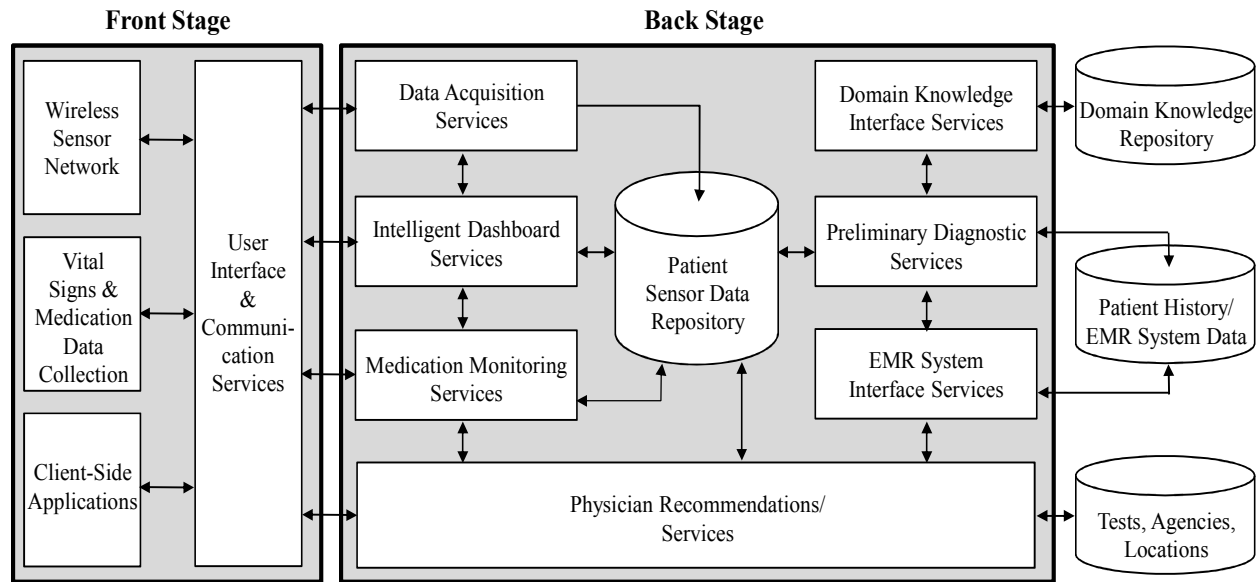 Front Stage
Back Stage
Wireless
Sensor
Network
Vital
Signs &
Medication
Data
Collection
Client-Side
Applications
User
Interface
&
Communi-
cation
Services
Data Acquisition
Services
Intelligent Dashboard
Services
Medication Monitoring
Services
Patient
Sensor Data
Repository
Domain Knowledge
Interface Services
Preliminary Diagnostic
Services
EMR System
Interface Services
Physician Recommendations/
Services
Domain Knowledge
Repository
Patient History/
EMR System Data
Tests, Agencies,
Locations